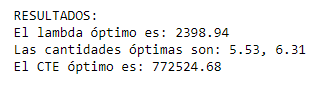 RESULTADOS:
El lambda óptimo es: 2398.94
Las cantidades óptimas son: 5.53, 6.31
El CTE óptimo es: 772524.68